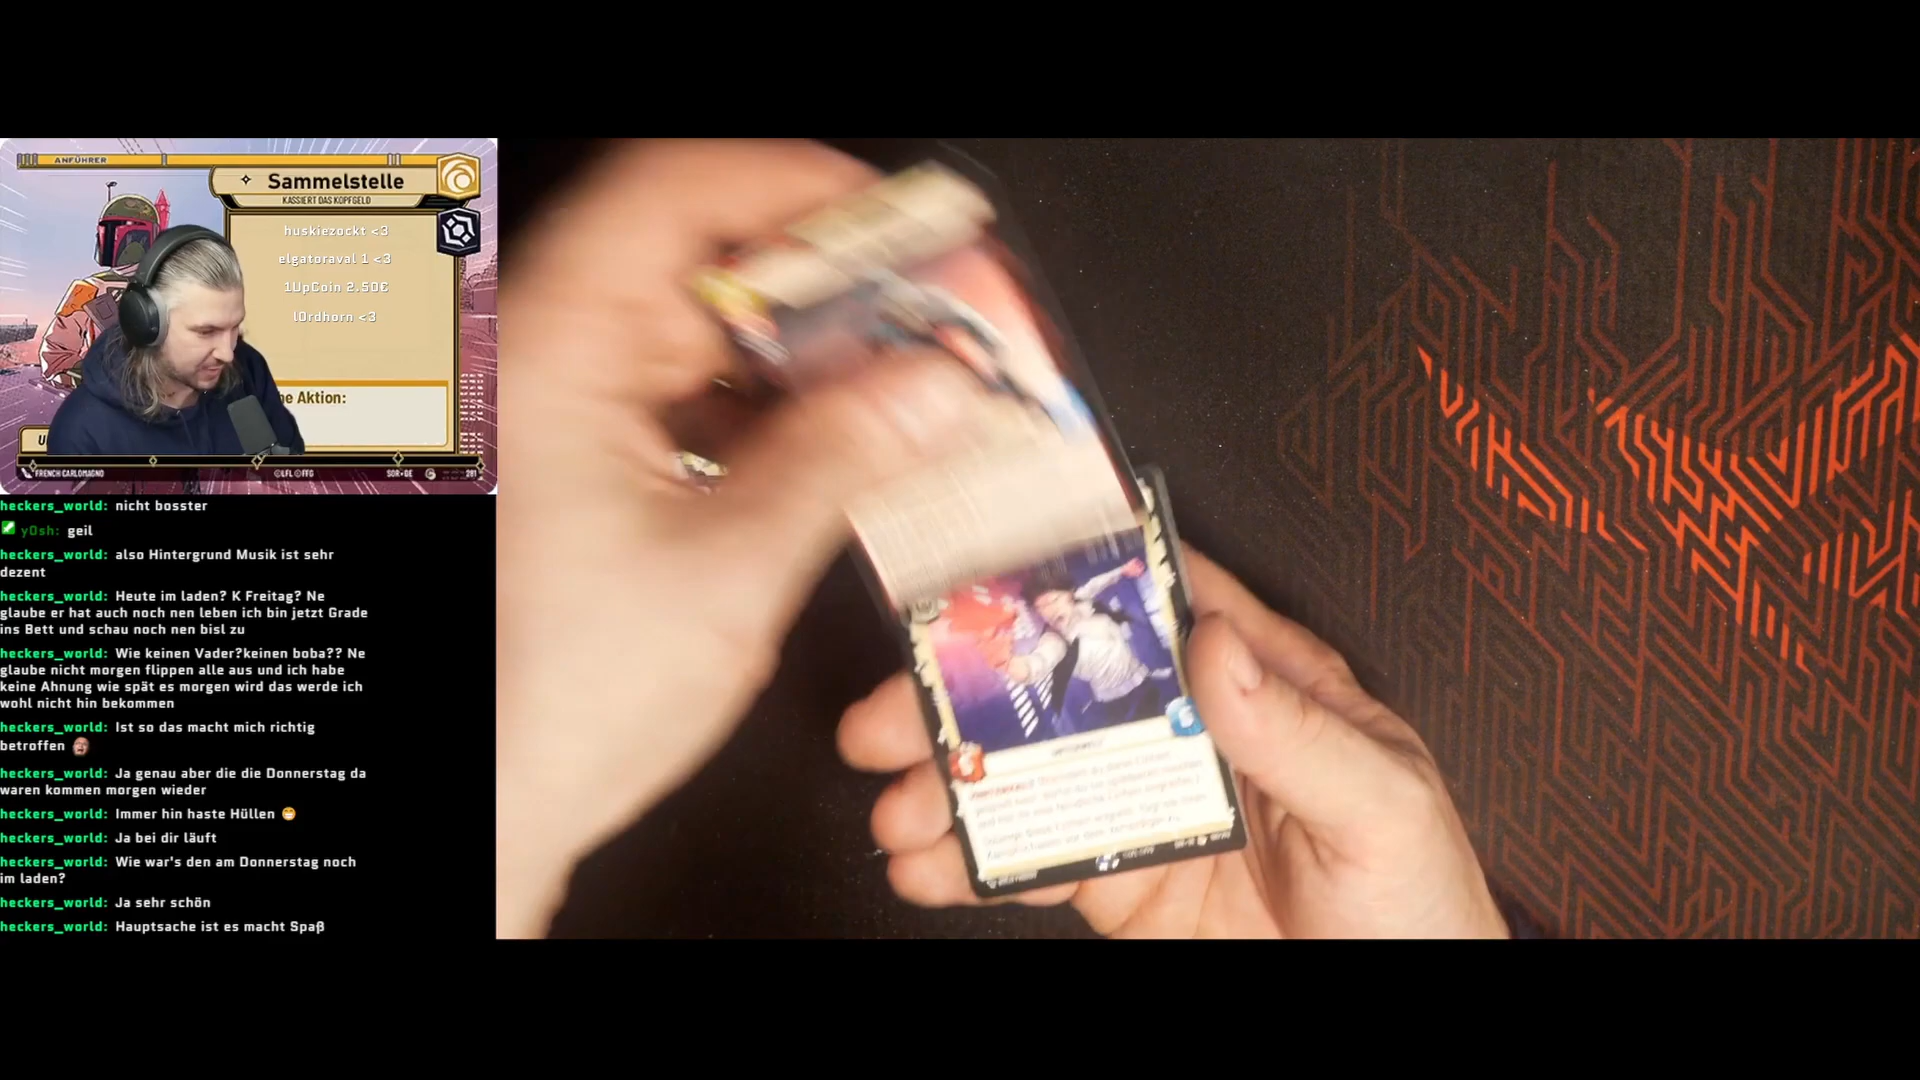 ANFÜHRER
Sammelstelle
KASSIERT DAS KOPFGELD
huskiezockt <3
elgatoraval 1 <3
1UpCoin 2.50€
l0rdhorn <3
ne Aktion:
U
FRENCH CARLOMAGNO
©LFL ©FFG
SOR•DE
281
heckers_world: nicht bosster
y0sh: geil
heckers_world: also Hintergrund Musik ist sehr
dezent
heckers_world: Heute im laden? K Freitag? Ne
glaube er hat auch noch nen leben ich bin jetzt Grade
ins Bett und schau noch nen bisl zu
heckers_world: Wie keinen Vader?keinen boba?? Ne
glaube nicht morgen flippen alle aus und ich habe
keine Ahnung wie spät es morgen wird das werde ich
wohl nicht hin bekommen
heckers_world: Ist so das macht mich richtig
betroffen
heckers_world: Ja genau aber die die Donnerstag da
waren kommen morgen wieder
heckers_world: Immer hin haste Hüllen
heckers_world: Ja bei dir läuft
heckers_world: Wie war's den am Donnerstag noch
im laden?
heckers_world: Ja sehr schön
heckers_world: Hauptsache ist es macht Spaß